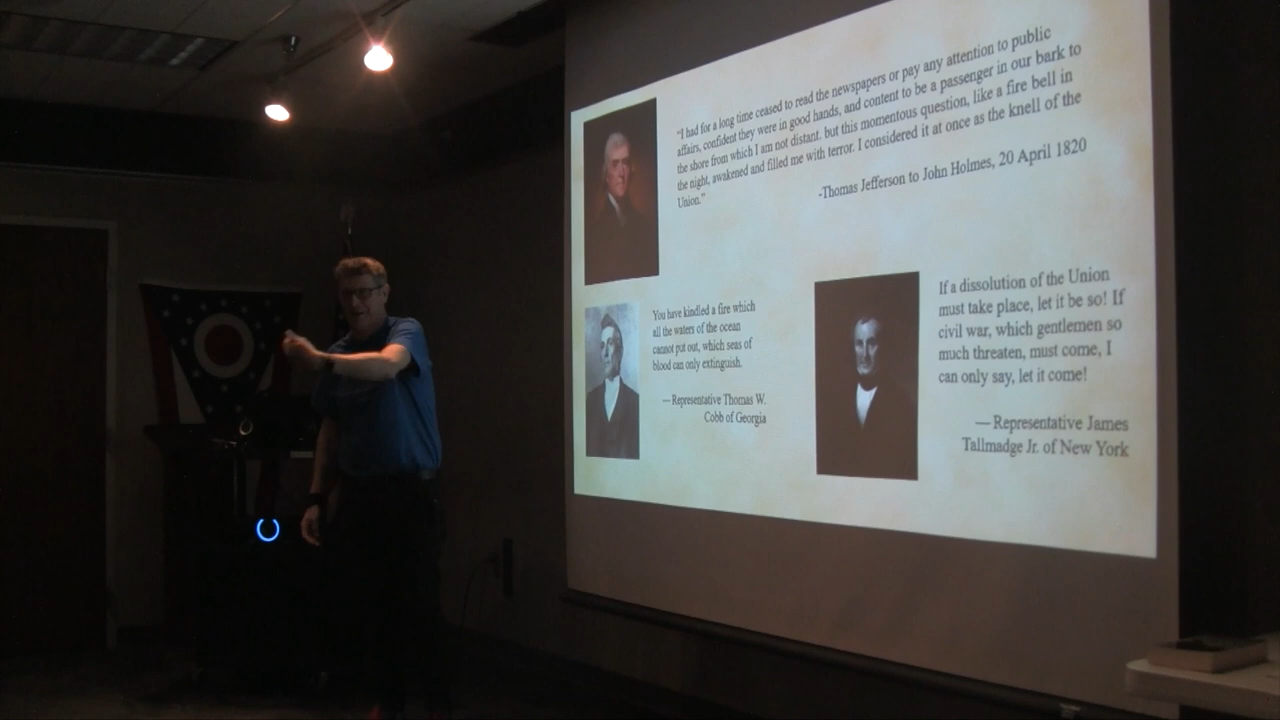 “I had for a long time ceased to read the newspapers or pay any attention to public
affairs, confident they were in good hands, and content to be a passenger in our bark to
the shore from which I am not distant. but this momentous question, like a fire bell in
the night, awakened and filled me with terror. I considered it at once as the knell of the
Union.”
-Thomas Jefferson to John Holmes, 20 April 1820
You have kindled a fire which
all the waters of the ocean
cannot put out, which seas of
blood can only extinguish.
— Representative Thomas W.
Cobb of Georgia
If a dissolution of the Union
must take place, let it be so! If
civil war, which gentlemen so
much threaten, must come, I
can only say, let it come!
— Representative James
Tallmadge Jr. of New York